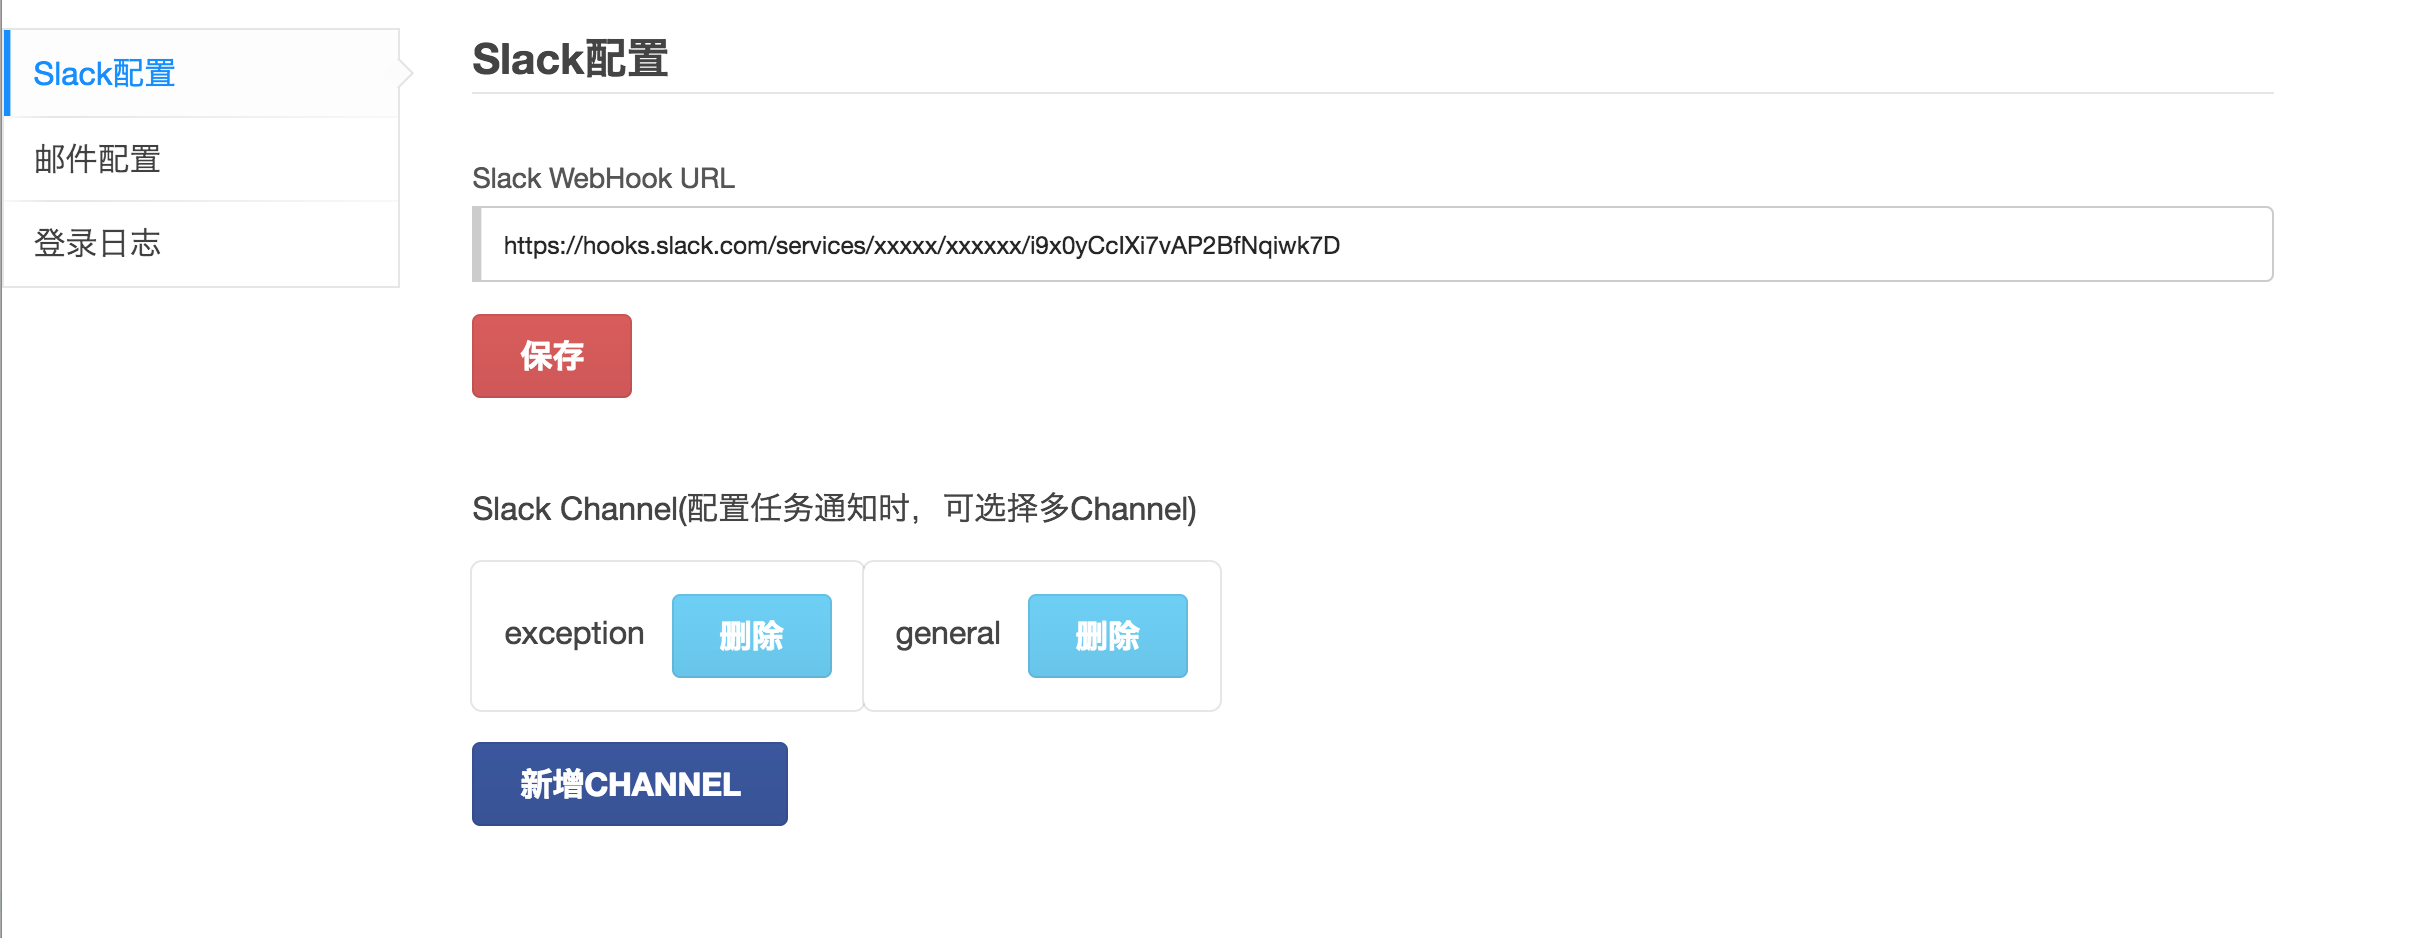 Slack配置
邮件配置
登录日志
Slack配置
Slack WebHook URL
https://hooks.slack.com/services/xxxxx/xxxxxx/i9x0yCcIXi7vAP2BfNqiwk7D
保存
Slack Channel(配置任务通知时，可选择多Channel)
exception 删除 general 删除
新增CHANNEL